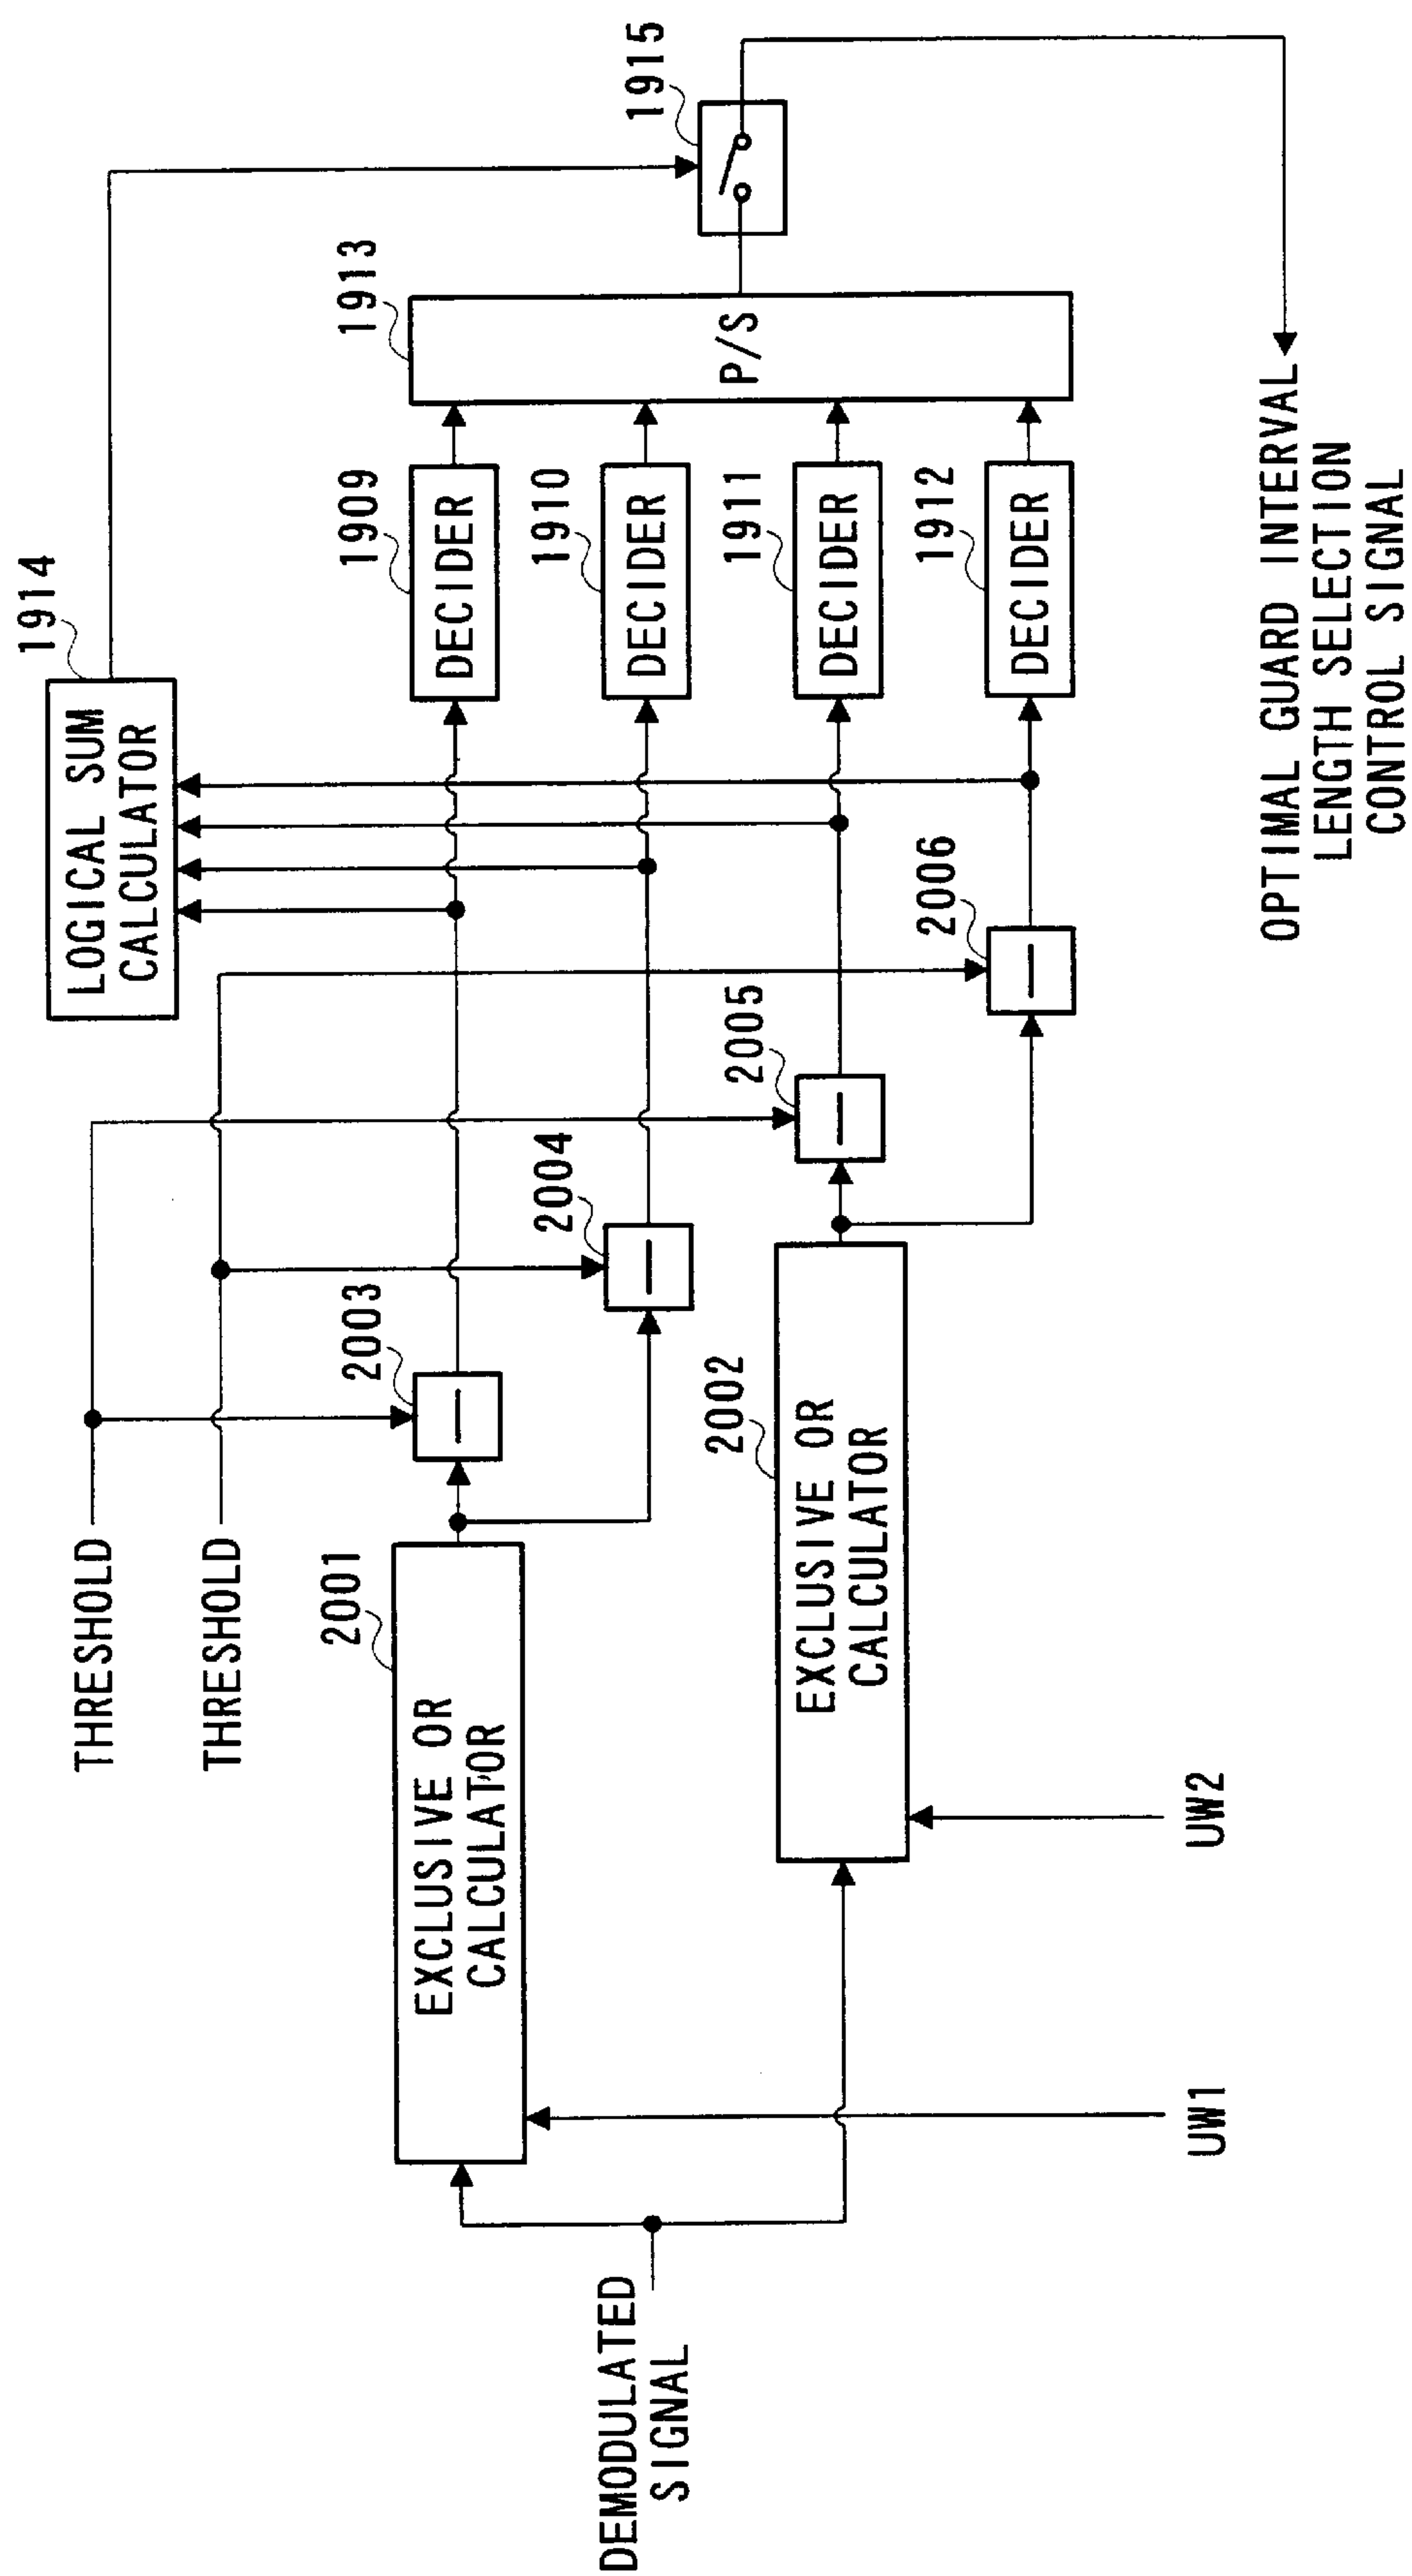 THRESHOLD
THRESHOLD
1914
LOGICAL SUM
CALCULATOR
2001
EXCLUSIVE OR
CALCULATOR
2003
1909
DECIDER
1913
P/S
2004
1910
DECIDER
1915
DEMODULATED
SIGNAL
2002
EXCLUSIVE OR
CALCULATOR
2005
1911
DECIDER
2006
1912
DECIDER
UW1
UW2
OPTIMAL GUARD INTERVAL
LENGTH SELECTION
CONTROL SIGNAL